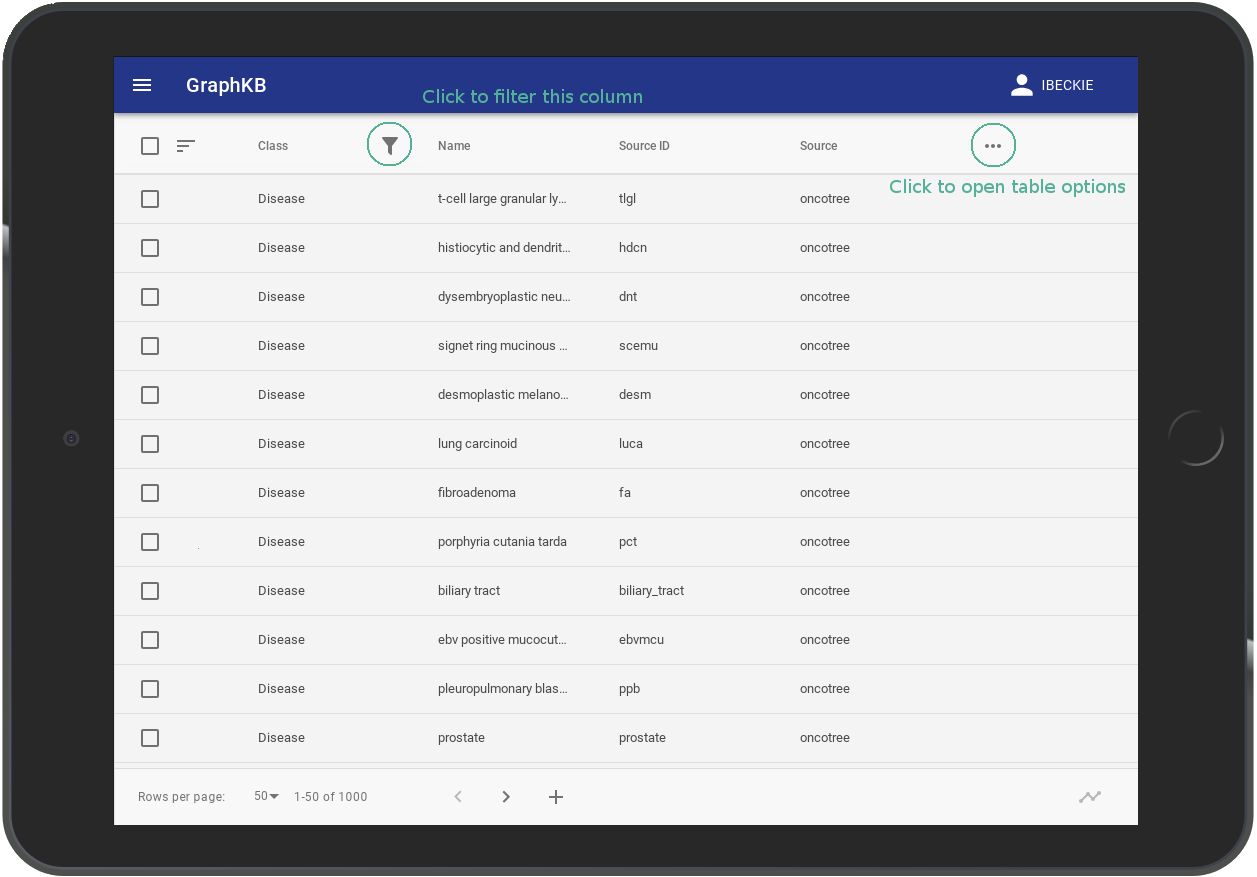 GraphKB
Click to filter this column
IBECKIE
Class Name Source ID Source
Click to open table options
Disease t-cell large granular ly... tlgl oncotree
Disease histiocytic and dendrit... hdcn oncotree
Disease dysembryoplastic neu... dnt oncotree
Disease signet ring mucinous ... scemu oncotree
Disease desmoplastic melano... desm oncotree
Disease lung carcinoid luca oncotree
Disease fibroadenoma fa oncotree
Disease porphyria cutania tarda pct oncotree
Disease biliary tract biliary_tract oncotree
Disease ebv positive mucocut... ebvmcu oncotree
Disease pleuropulmonary blas... ppb oncotree
Disease prostate prostate oncotree
Rows per page: 50 1-50 of 1000